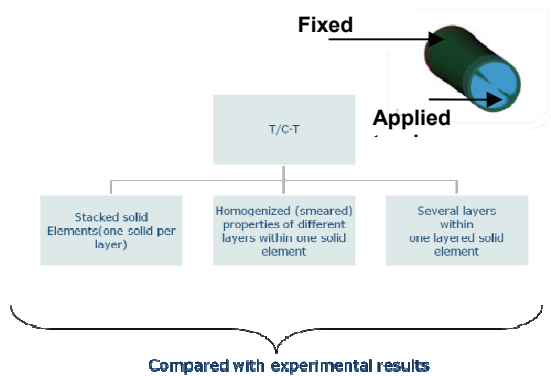 Fixed
Applied
T/C-T
Stacked solid
Elements(one solid per
layer)
Homogenized (smeared)
properties of different
layers within one solid
element
Several layers
within
one layered solid
element
Compared with experimental results